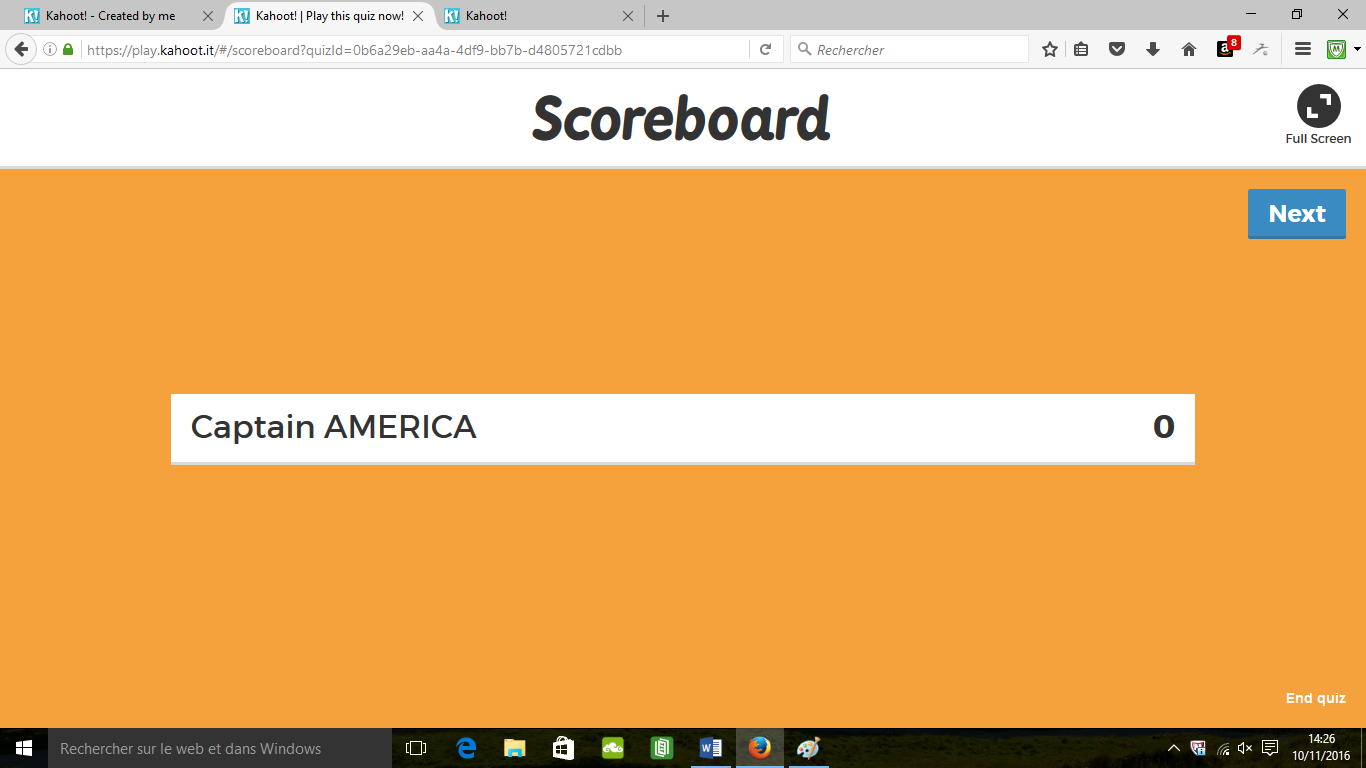 Kahoot! - Created by me
Kahoot! | Play this quiz now!
Kahoot!
https://play.kahoot.it/#/scoreboard?quizId=0b6a29eb-aa4a-4df9-bb7b-d4805721cdbb
Rechercher
8
Scoreboard
Full Screen
Next
Captain AMERICA 0
End quiz
Rechercher sur le web et dans Windows
14:26
10/11/2016